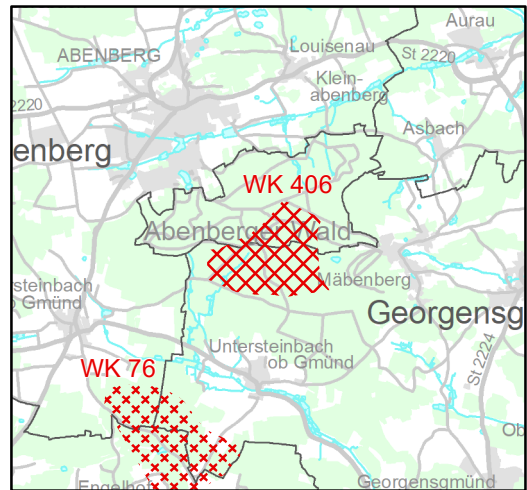 Aurau
ABENBERG
Louisenau
St 2220
Klein-
abenberg
2220
Asbach
enberg
WK 406
Abenberger Wald
Mäbenberg
steinbach
Gmünd
Georgensg
Untersteinbach
ob Gmünd
St 2224
WK 76
Ob
Engelhof
Georgensgmünd